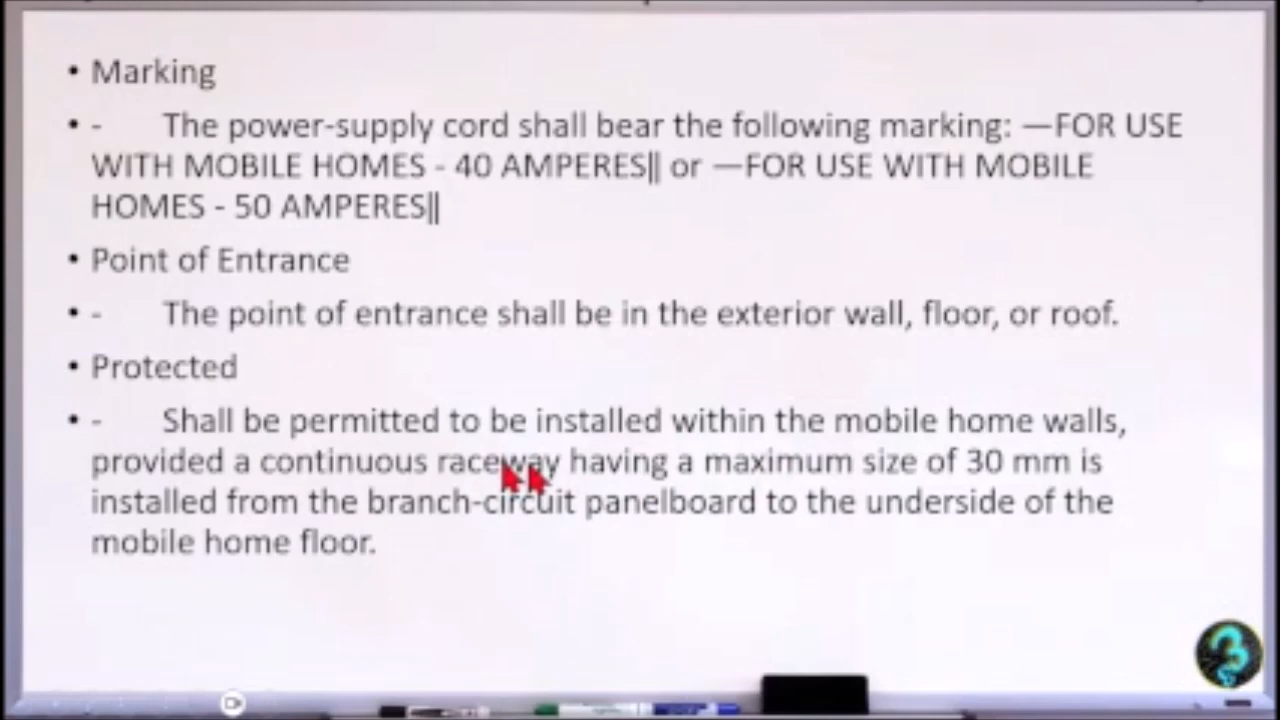 • Marking
• - The power-supply cord shall bear the following marking: —FOR USE
WITH MOBILE HOMES - 40 AMPERES‖ or —FOR USE WITH MOBILE
HOMES - 50 AMPERES‖
• Point of Entrance
• - The point of entrance shall be in the exterior wall, floor, or roof.
• Protected
• - Shall be permitted to be installed within the mobile home walls,
provided a continuous raceway having a maximum size of 30 mm is
installed from the branch-circuit panelboard to the underside of the
mobile home floor.